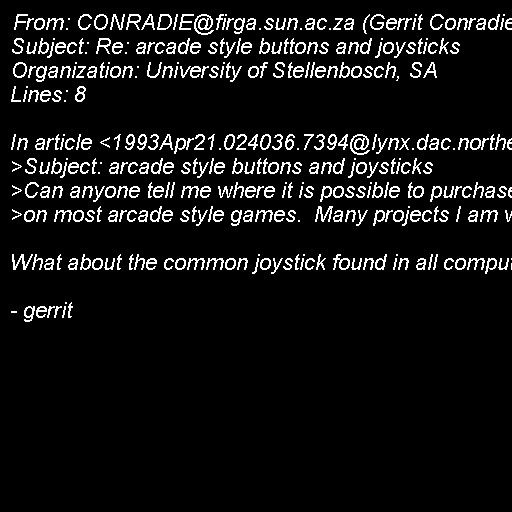 From: CONRADIE@firga.sun.ac.za (Gerrit Conradie
Subject: Re: arcade style buttons and joysticks
Organization: University of Stellenbosch, SA
Lines: 8

In article <1993Apr21.024036.7394@lynx.dac.northe
>Subject: arcade style buttons and joysticks
>Can anyone tell me where it is possible to purchase
>on most arcade style games.  Many projects I am w

What about the common joystick found in all comput

- gerrit